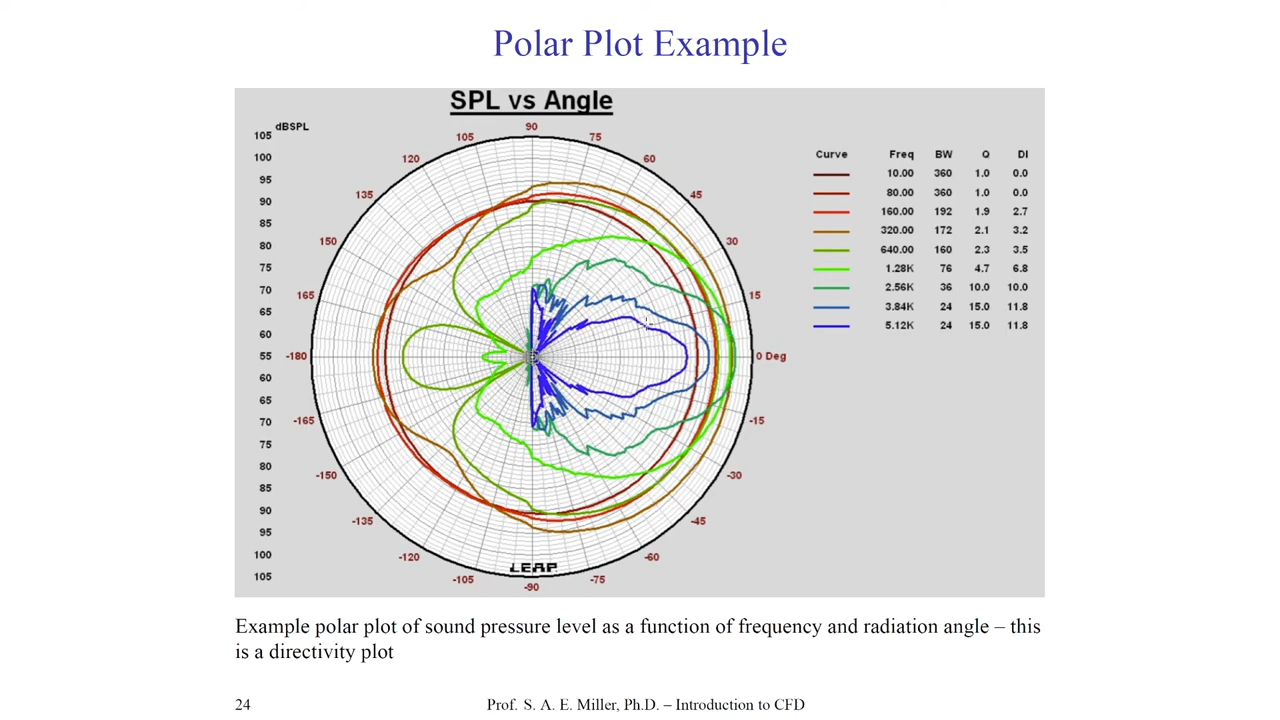 Polar Plot Example
SPL vs Angle
dBSPL
105
100
95
90
85
80
75
70
65
60
55
60
65
70
75
80
85
90
95
100
105
90
75
60
45
30
15
0 Deg
-15
-30
-45
-60
-75
-90
-105
-120
-135
-150
-165
-180
165
150
135
120
105
LEAP
Curve Freq BW Q DI
10.00 360 1.0 0.0
80.00 360 1.0 0.0
160.00 192 1.9 2.7
320.00 172 2.1 3.2
640.00 160 2.3 3.5
1.28K 76 4.7 6.8
2.56K 36 10.0 10.0
3.84K 24 15.0 11.8
5.12K 24 15.0 11.8
Example polar plot of sound pressure level as a function of frequency and radiation angle – this
is a directivity plot
24
Prof. S. A. E. Miller, Ph.D. – Introduction to CFD